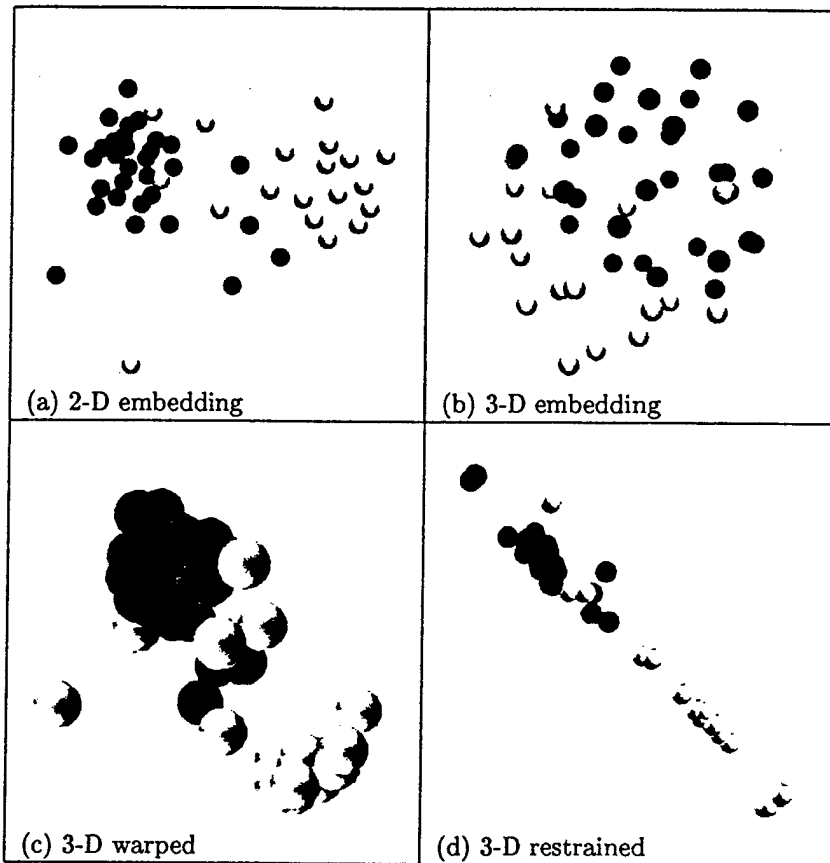 (a) 2-D embedding
(b) 3-D embedding
(c) 3-D warped
(d) 3-D restrained